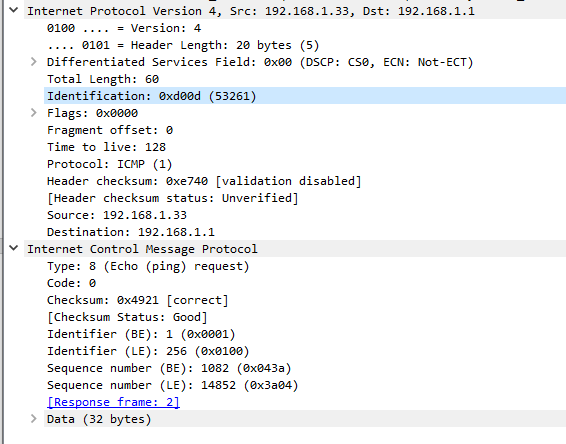 Internet Protocol Version 4, Src: 192.168.1.33, Dst: 192.168.1.1
0100 .... = Version: 4
.... 0101 = Header Length: 20 bytes (5)
Differentiated Services Field: 0x00 (DSCP: CS0, ECN: Not-ECT)
Total Length: 60
Identification: 0xd00d (53261)
Flags: 0x0000
Fragment offset: 0
Time to live: 128
Protocol: ICMP (1)
Header checksum: 0xe740 [validation disabled]
[Header checksum status: Unverified]
Source: 192.168.1.33
Destination: 192.168.1.1
Internet Control Message Protocol
Type: 8 (Echo (ping) request)
Code: 0
Checksum: 0x4921 [correct]
[Checksum Status: Good]
Identifier (BE): 1 (0x0001)
Identifier (LE): 256 (0x0100)
Sequence number (BE): 1082 (0x043a)
Sequence number (LE): 14852 (0x3a04)
[Response frame: 2]
Data (32 bytes)